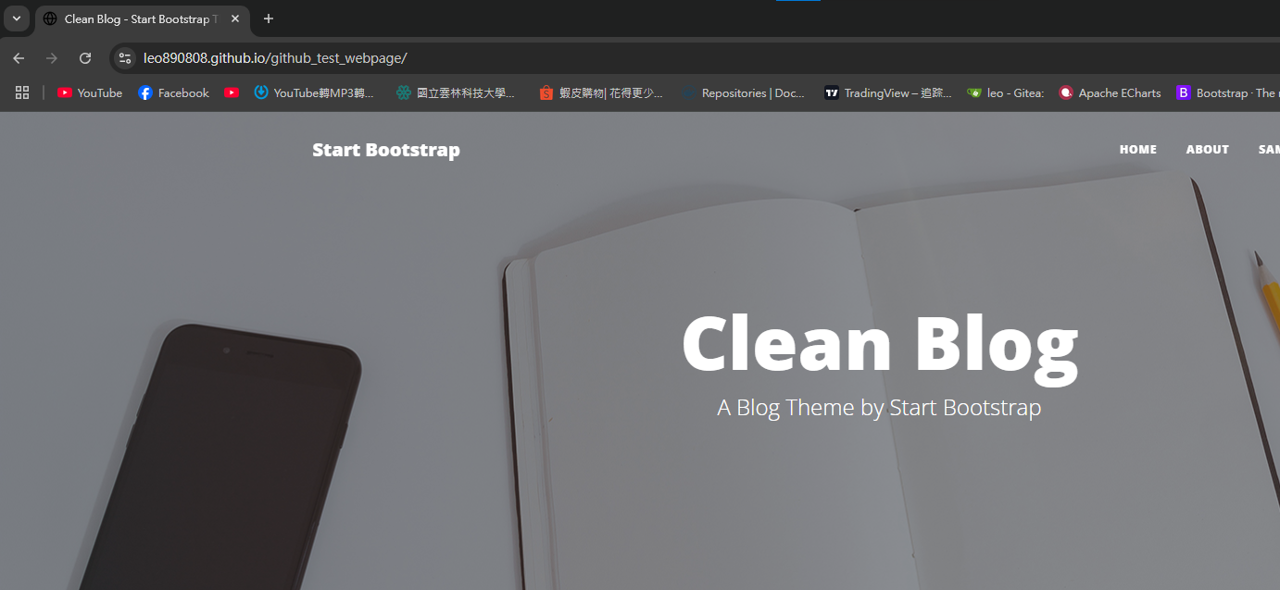 Clean Blog - Start Bootstrap T
leo890808.github.io/github_test_webpage/
YouTube
Facebook
YouTube轉MP3轉...
國立雲林科技大學...
蝦皮購物| 花得更少...
Repositories | Doc...
TradingView – 追踪...
leo - Gitea:
Apache ECharts
Bootstrap · The
Start Bootstrap
HOME
ABOUT
SAM
Clean Blog
A Blog Theme by Start Bootstrap